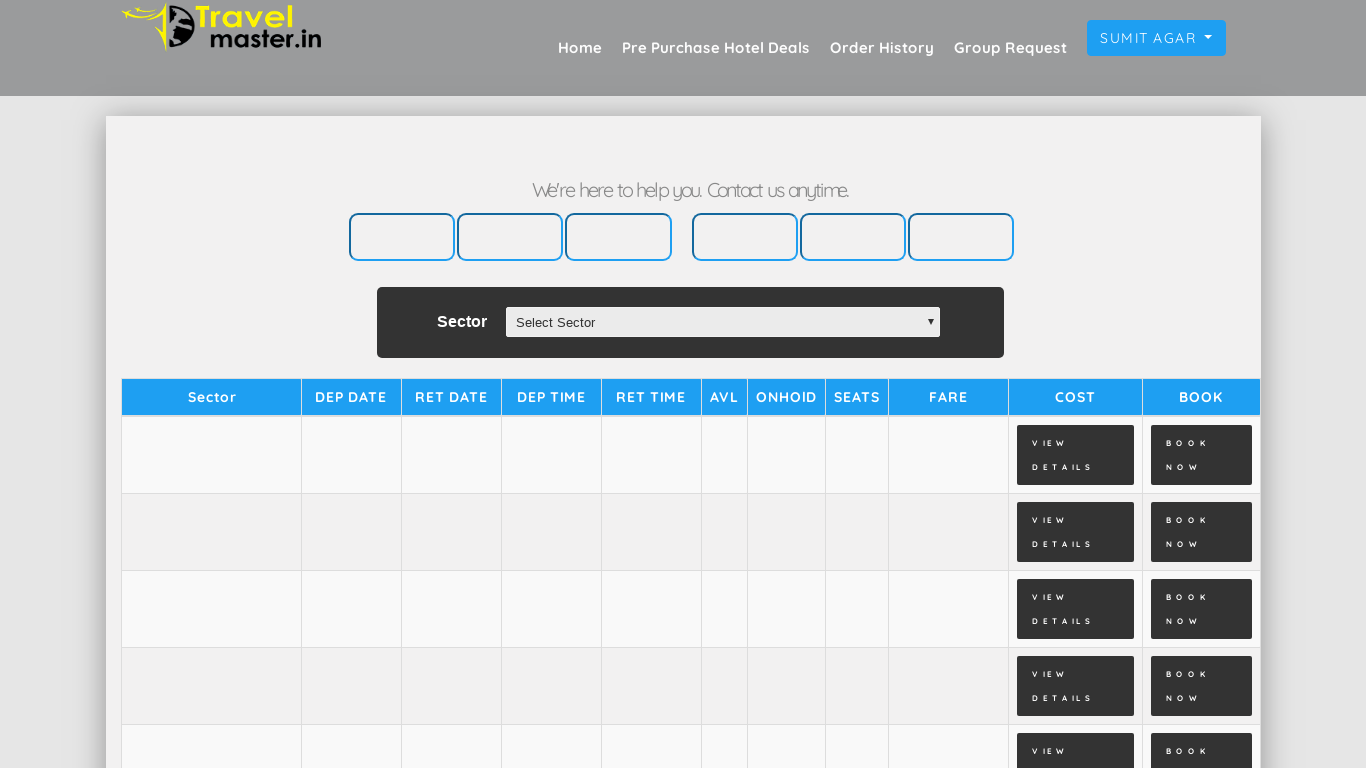 Travel
master.in
Home Pre Purchase Hotel Deals Order History Group Request SUMIT AGAR
We're here to help you. Contact us anytime.
Sector Select Sector
Sector DEP DATE RET DATE DEP TIME RET TIME AVL ONHOID SEATS FARE COST BOOK
VIEW DETAILS BOOK NOW
VIEW DETAILS BOOK NOW
VIEW DETAILS BOOK NOW
VIEW DETAILS BOOK NOW
VIEW BOOK